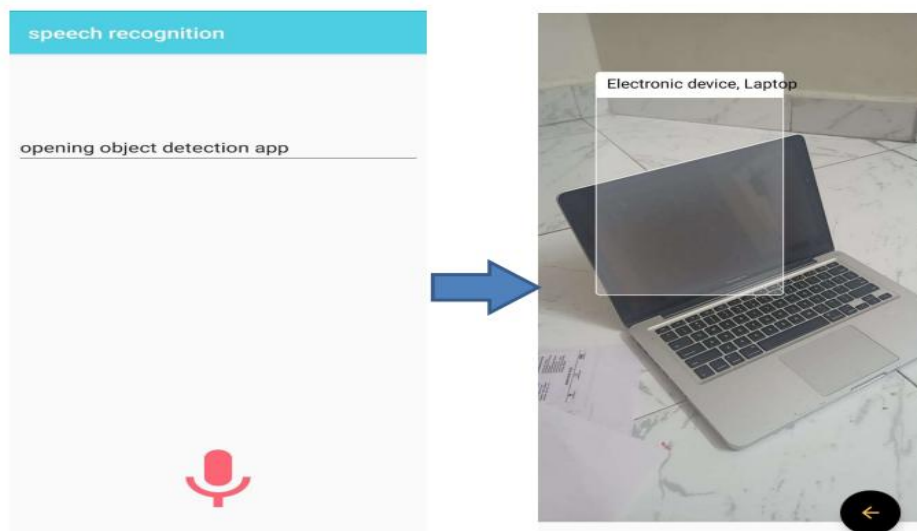 speech recognition
opening object detection app
Electronic device, Laptop